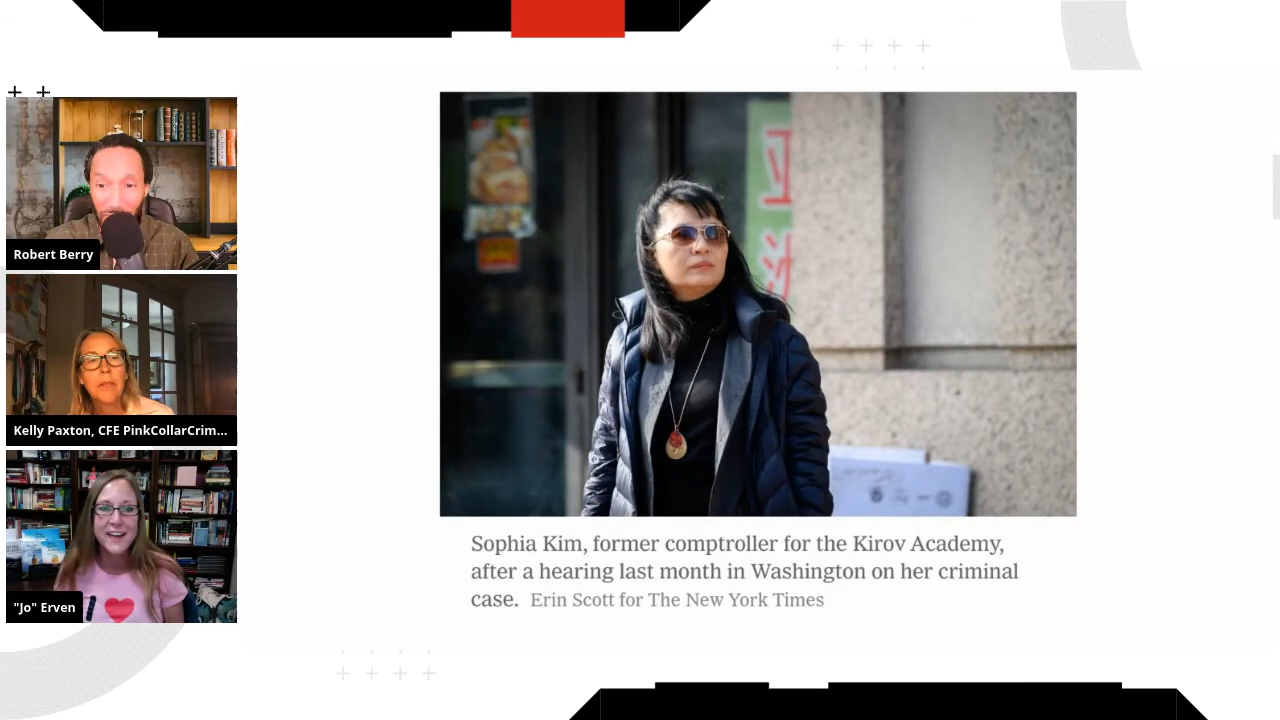 Robert Berry
Kelly Paxton, CFE PinkCollarCrim...
"Jo" Erven
Sophia Kim, former comptroller for the Kirov Academy,
after a hearing last month in Washington on her criminal
case. Erin Scott for The New York Times